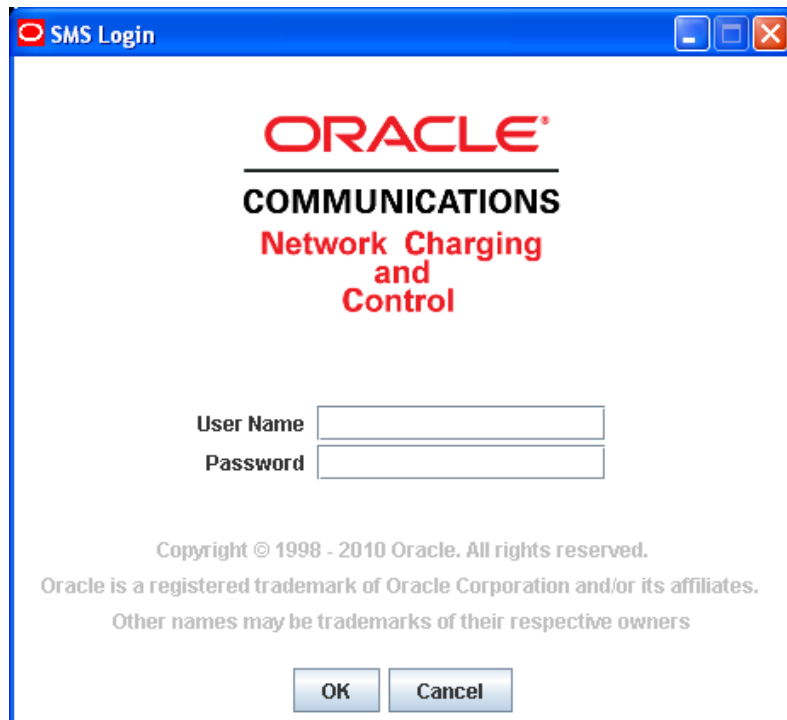 SMS Login
ORACLE®
COMMUNICATIONS
Network Charging
and
Control
User Name
Password
Copyright © 1998 - 2010 Oracle. All rights reserved.
Oracle is a registered trademark of Oracle Corporation and/or its affiliates.
Other names may be trademarks of their respective owners
OK Cancel